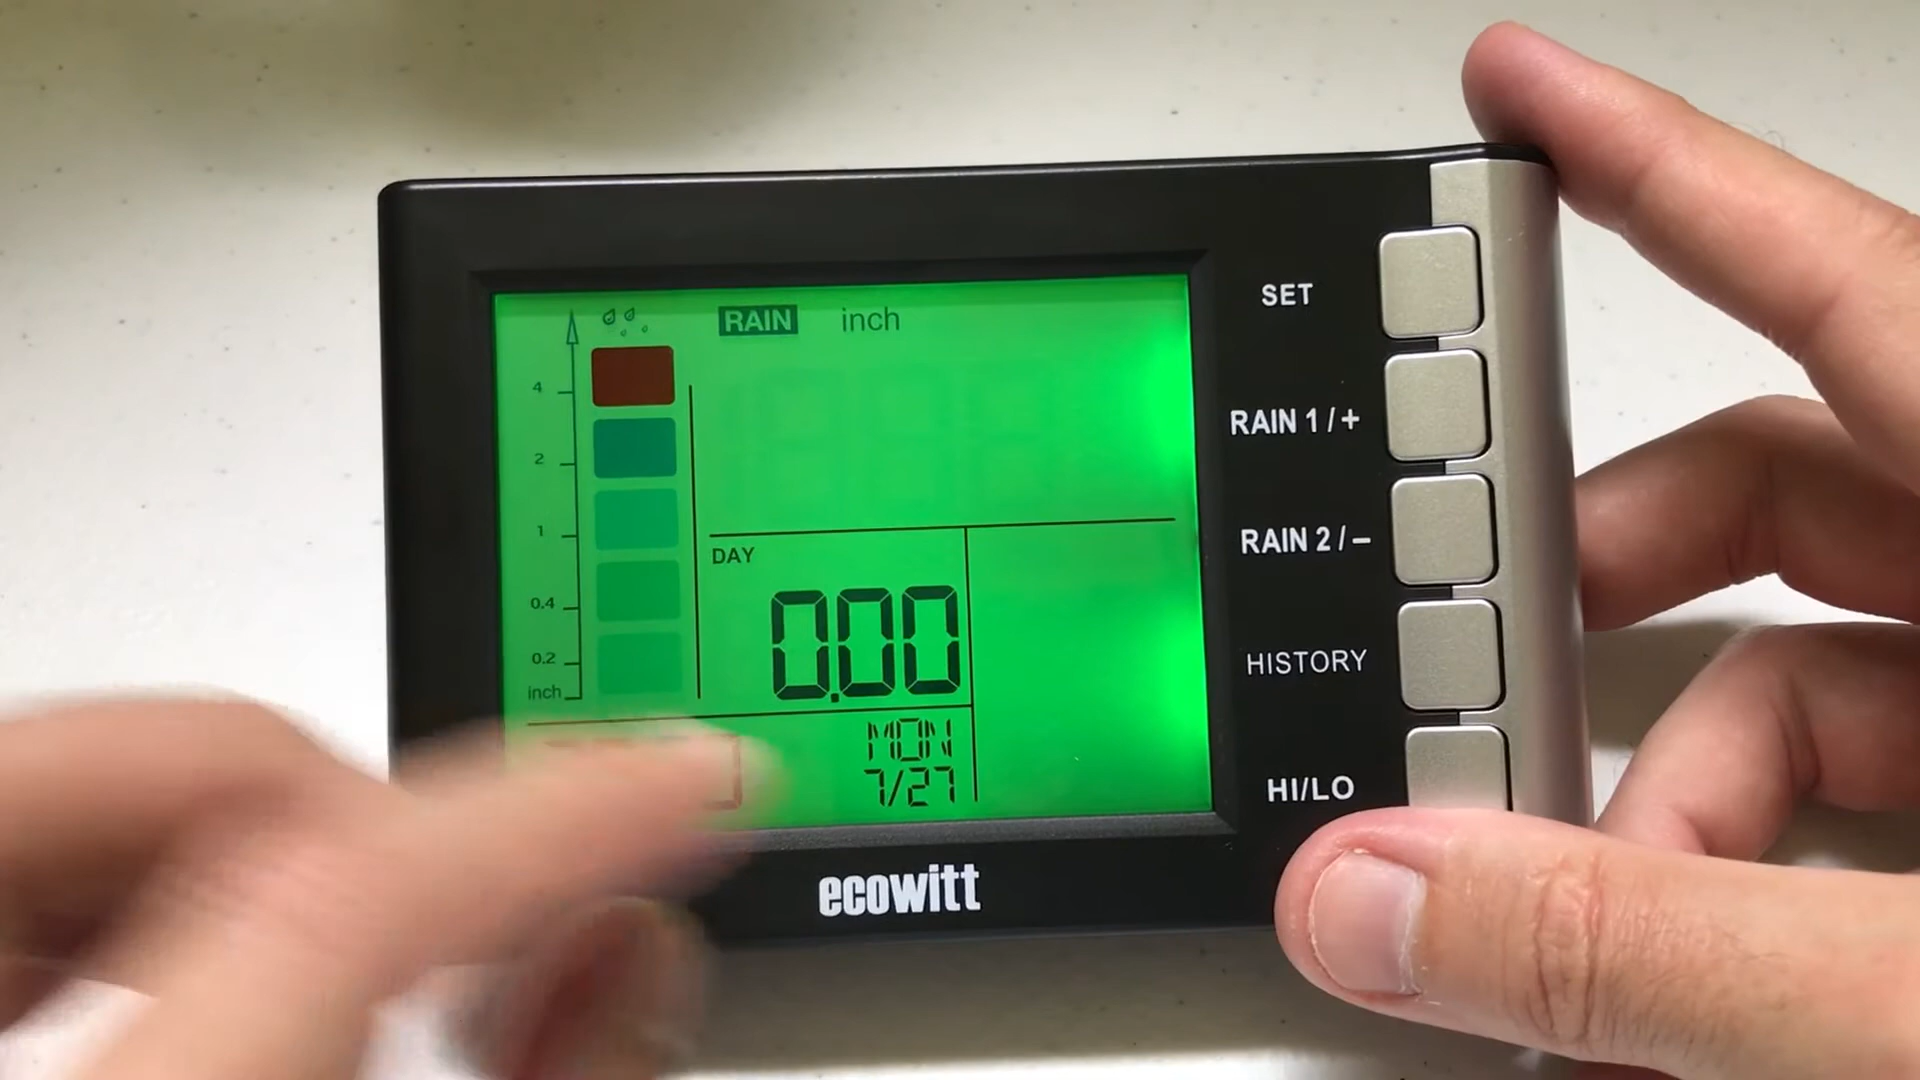 RAIN inch
4
2
1
0.4
0.2
inch
DAY
0.00
MON
7/27
SET
RAIN 1 / +
RAIN 2 / –
HISTORY
HI/LO
ecowitt